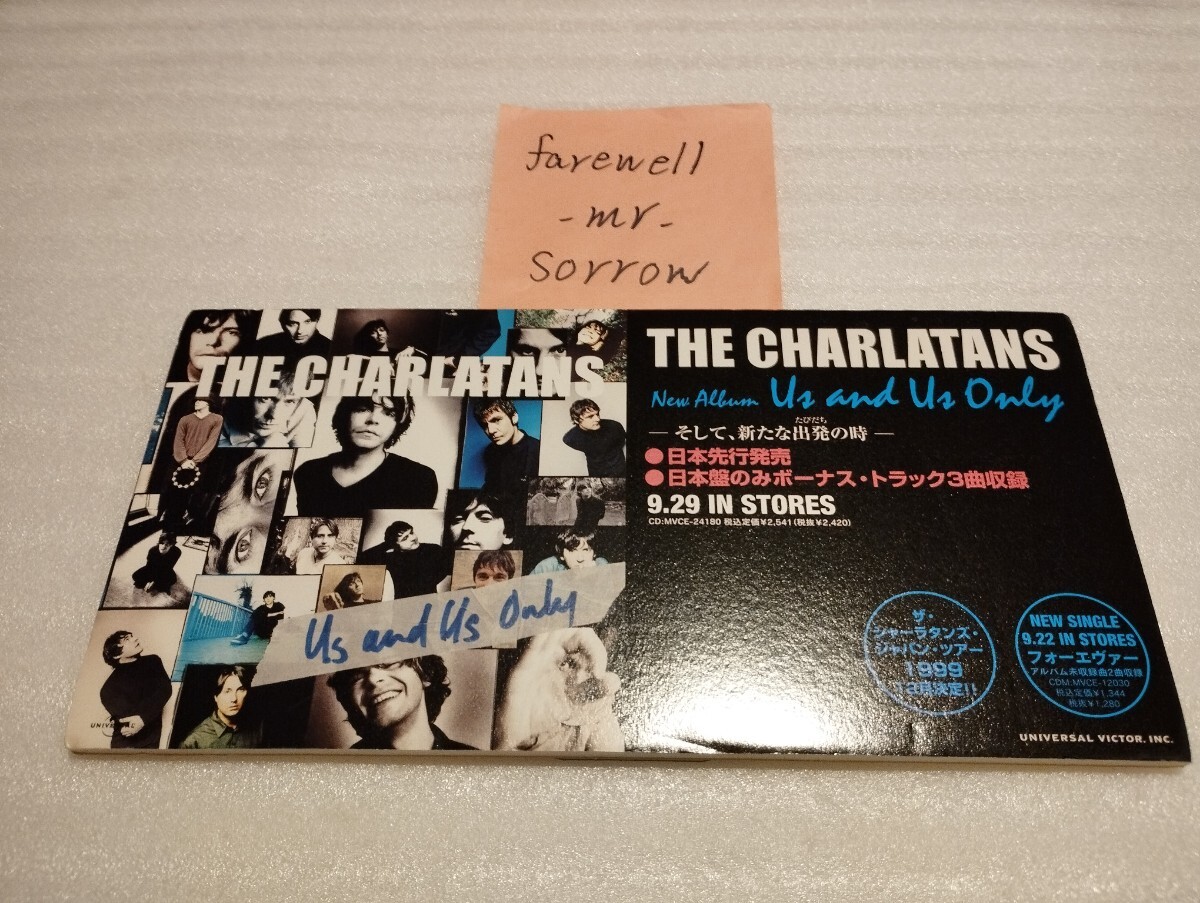 farewell
-mr-
sorrow
THE CHARLATANS
Us and Us Only
UNIVERSAL
THE CHARLATANS
New Album Us and Us Only
たびだち
— そして、新たな出発の時 —
●日本先行発売
●日本盤のみボーナス・トラック3曲収録
9.29 IN STORES
CD:MVCE-24180 税込定価¥2,541(税抜¥2,420)
ザ・
シャーラタンズ・
ジャパン・ツアー
1999
月決定!!
NEW SINGLE
9.22 IN STORES
フォーエヴァー
アルバム未収録曲2曲収録
CDM:MVCE-12030
税込定価¥1,344
税抜¥1,280
UNIVERSAL VICTOR, INC.